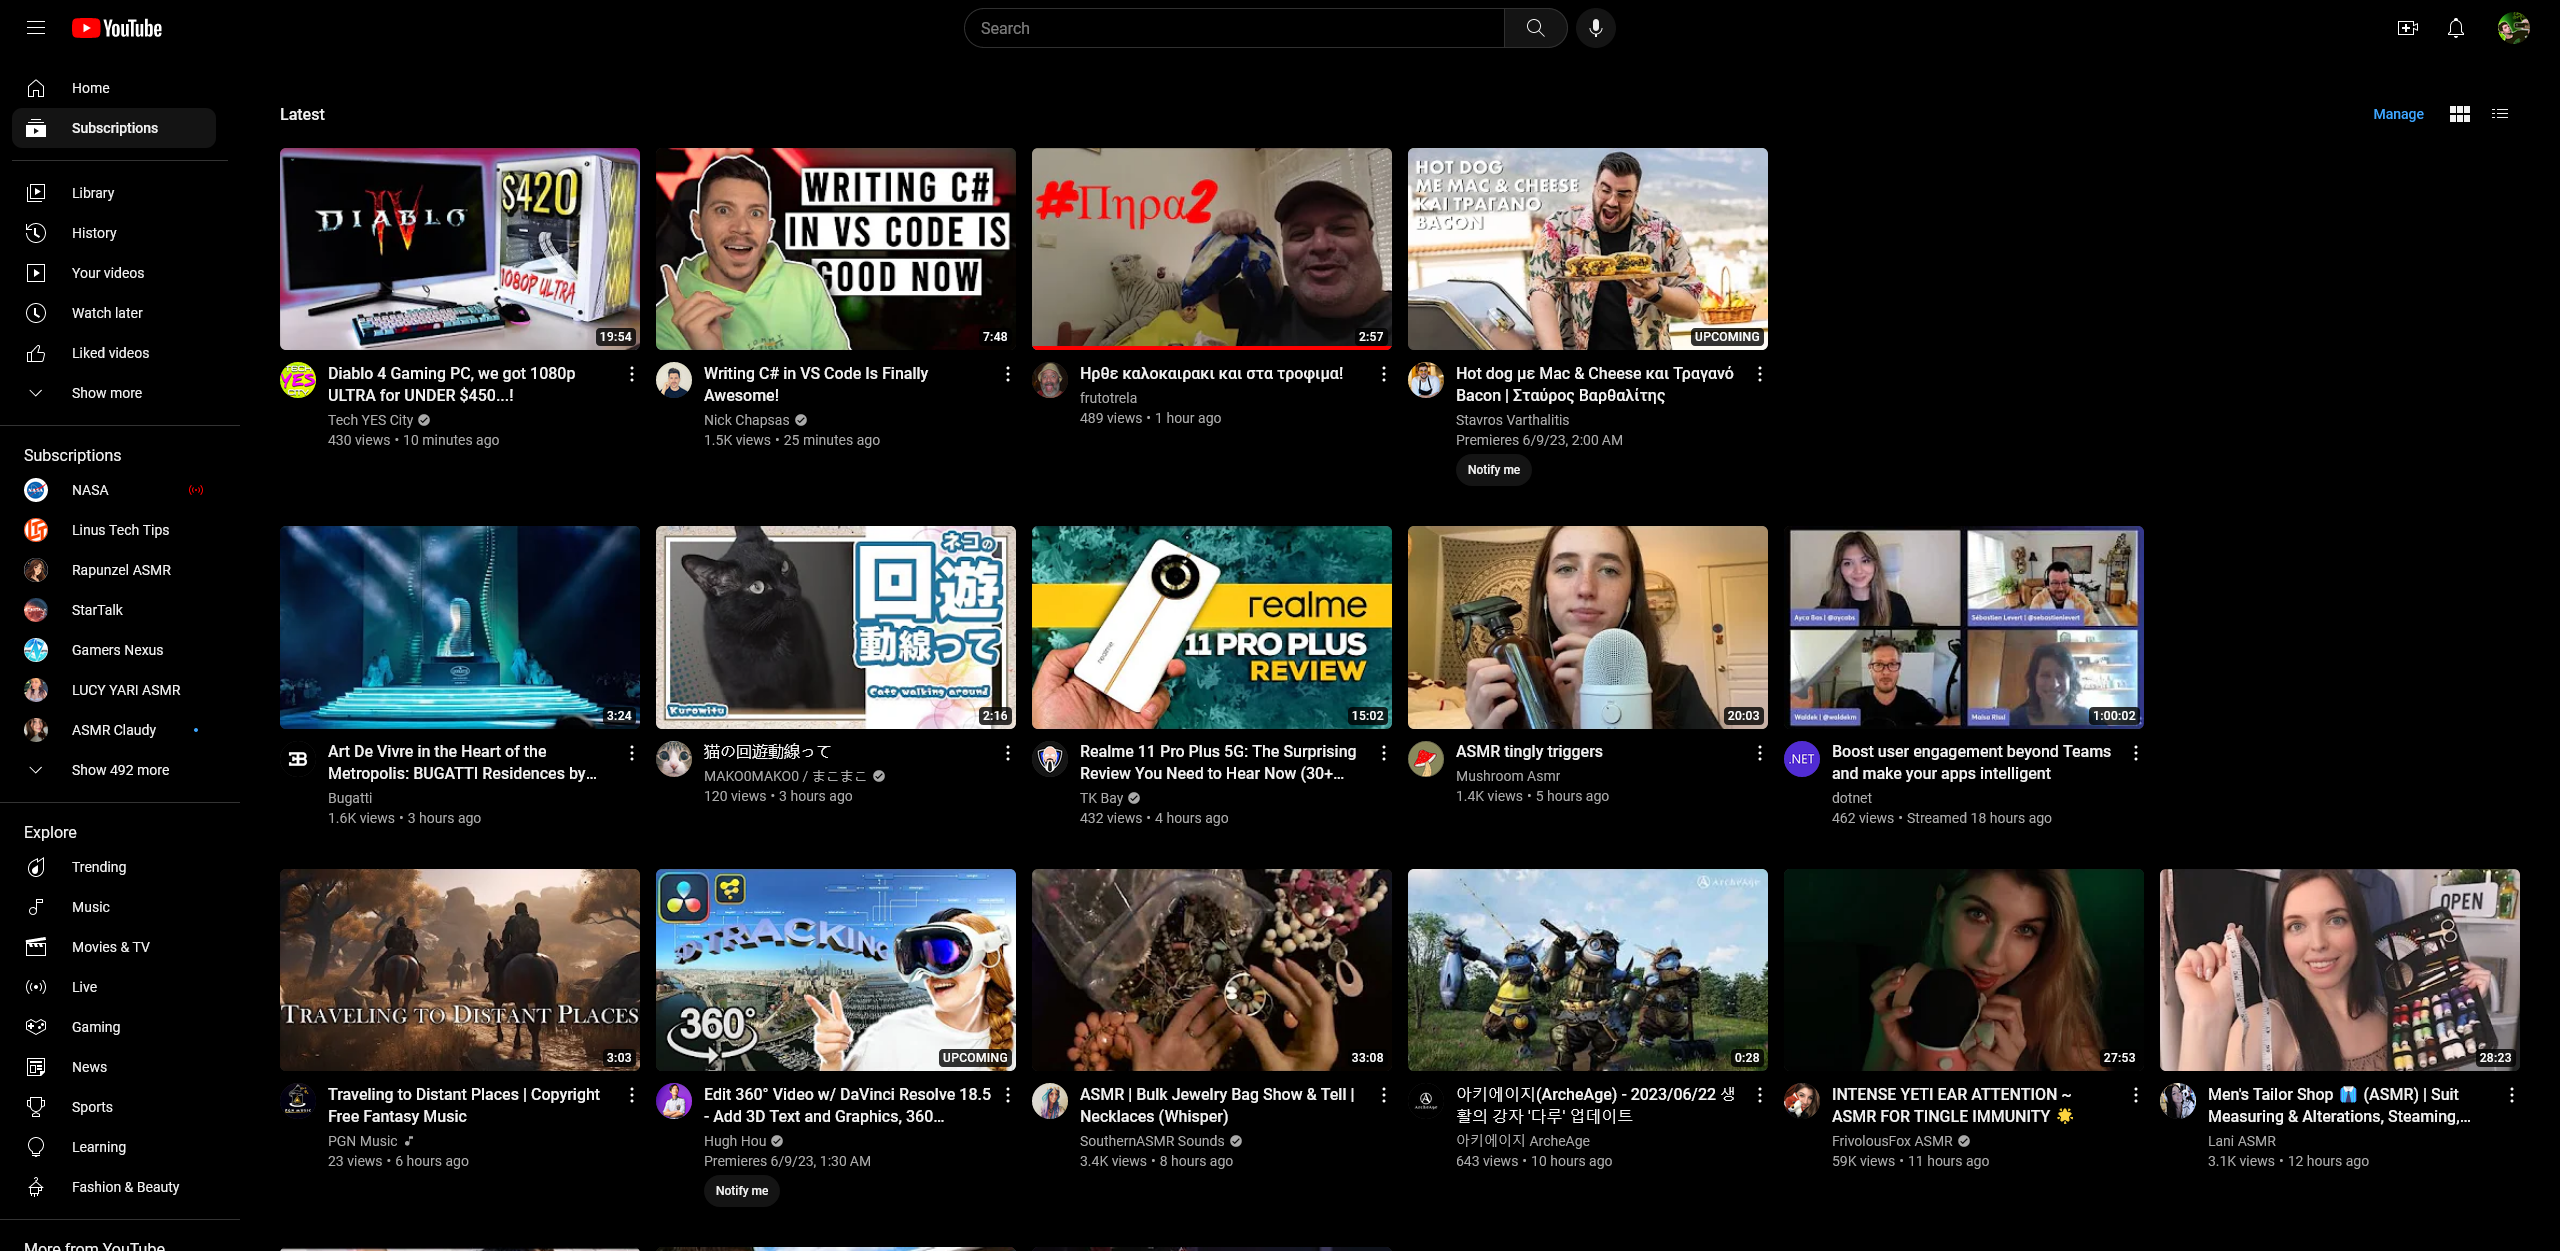 YouTube
Search
Home
Subscriptions
Library
History
Your videos
Watch later
Liked videos
Show more
Subscriptions
NASA
Linus Tech Tips
Rapunzel ASMR
StarTalk
Gamers Nexus
LUCY YARI ASMR
ASMR Claudy
Show 492 more
Explore
Trending
Music
Movies & TV
Live
Gaming
News
Sports
Learning
Fashion & Beauty
More from YouTube
Latest
Manage
DIABLO
IV
$420
1080P ULTRA
19:54
YES
Diablo 4 Gaming PC, we got 1080p
ULTRA for UNDER $450...!
Tech YES City
430 views • 10 minutes ago
WRITING C#
IN VS CODE IS
GOOD NOW
7:48
Writing C# in VS Code Is Finally
Awesome!
Nick Chapsas
1.5K views • 25 minutes ago
#Πηρα2
2:57
Ηρθε καλοκαιρακι και στα τροφιμα!
frutotrela
489 views • 1 hour ago
HOT DOG
ΜΕ MAC & CHEESE
ΚΑΙ ΤΡΑΓΑΝΟ
BACON
UPCOMING
Hot dog με Mac & Cheese και Τραγανό
Bacon | Σταύρος Βαρθαλίτης
Stavros Varthalitis
Premieres 6/9/23, 2:00 AM
Notify me
3:24
Art De Vivre in the Heart of the
Metropolis: BUGATTI Residences by…
Bugatti
1.6K views • 3 hours ago
ネコの
回遊
動線って
Cats walking around
Kurowitu
2:16
猫の回遊動線って
MAKO0MAKO0 / まこまこ
120 views • 3 hours ago
realme
11 PRO PLUS
REVIEW
realme
15:02
Realme 11 Pro Plus 5G: The Surprising
Review You Need to Hear Now (30+…
TK Bay
432 views • 4 hours ago
20:03
ASMR tingly triggers
Mushroom Asmr
1.4K views • 5 hours ago
Ayca Bas | @aycabs
Sébastien Levert | @sebastienlevert
Waldek | @waldekm
Maisa Rissi
1:00:02
.NET
Boost user engagement beyond Teams
and make your apps intelligent
dotnet
462 views • Streamed 18 hours ago
TRAVELING TO DISTANT PLACES
3:03
Traveling to Distant Places | Copyright
Free Fantasy Music
PGN Music
23 views • 6 hours ago
3D TRACKING
360°
UPCOMING
Edit 360° Video w/ DaVinci Resolve 18.5
- Add 3D Text and Graphics, 360…
Hugh Hou
Premieres 6/9/23, 1:30 AM
Notify me
33:08
ASMR | Bulk Jewelry Bag Show & Tell |
Necklaces (Whisper)
SouthernASMR Sounds
3.4K views • 8 hours ago
ArcheAge
0:28
아키에이지(ArcheAge) - 2023/06/22 생
활의 강자 '다루' 업데이트
아키에이지 ArcheAge
643 views • 10 hours ago
27:53
INTENSE YETI EAR ATTENTION ~
ASMR FOR TINGLE IMMUNITY 🌟
FrivolousFox ASMR
59K views • 11 hours ago
OPEN
28:23
Men's Tailor Shop 👔 (ASMR) | Suit
Measuring & Alterations, Steaming,…
Lani ASMR
3.1K views • 12 hours ago